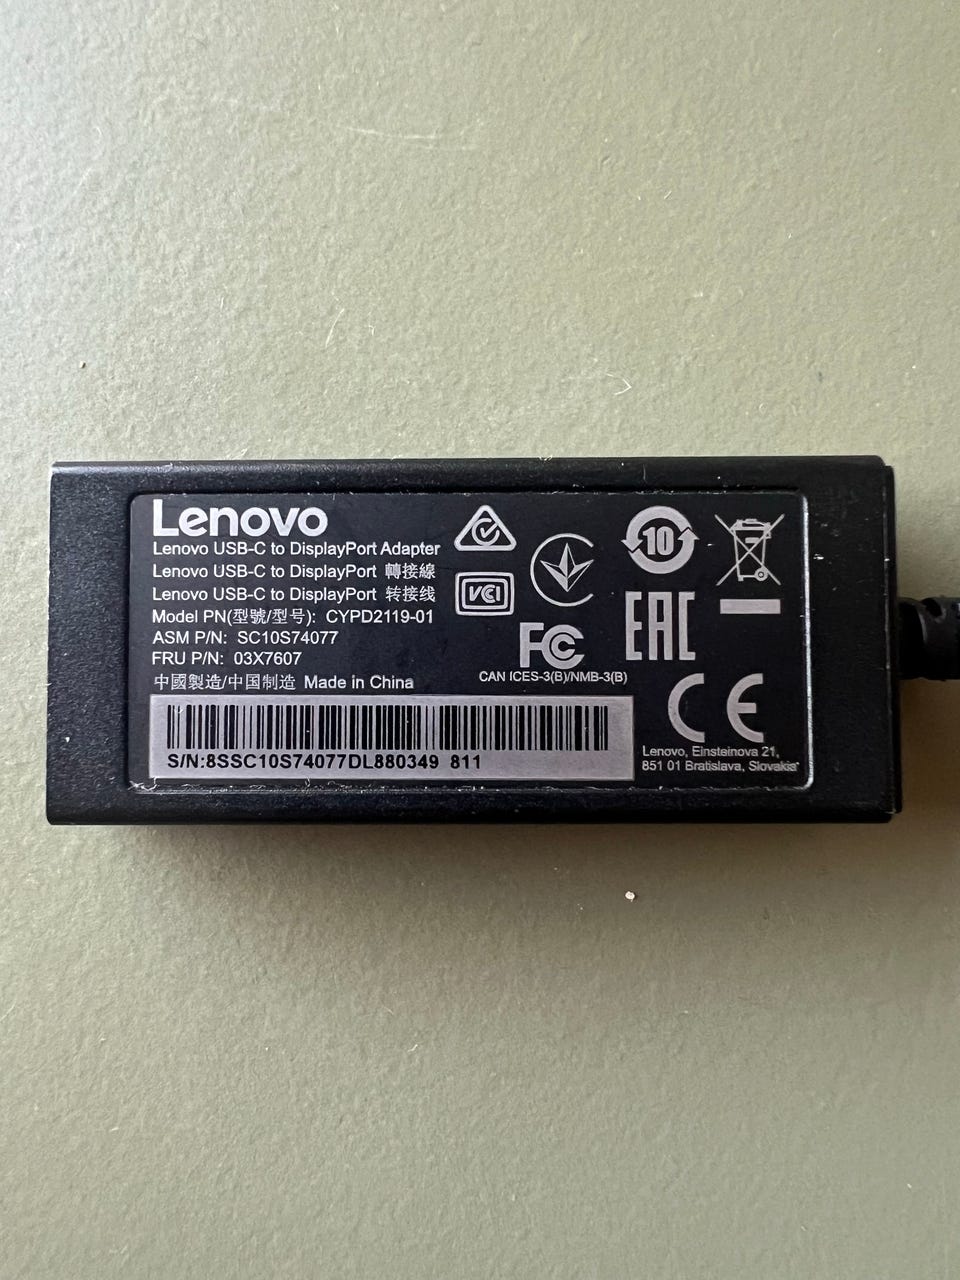 Lenovo
Lenovo USB-C to DisplayPort Adapter
Lenovo USB-C to DisplayPort 轉接線
Lenovo USB-C to DisplayPort 转接线
Model PN(型號/型号): CYPD2119-01
ASM P/N: SC10S74077
FRU P/N: 03X7607
中國製造/中国制造 Made in China
S/N:8SSC10S74077DL880349 811
VCI
FC
CAN ICES-3(B)/NMB-3(B)
10
EAC
CE
Lenovo, Einsteinova 21,
851 01 Bratislava, Slovakia